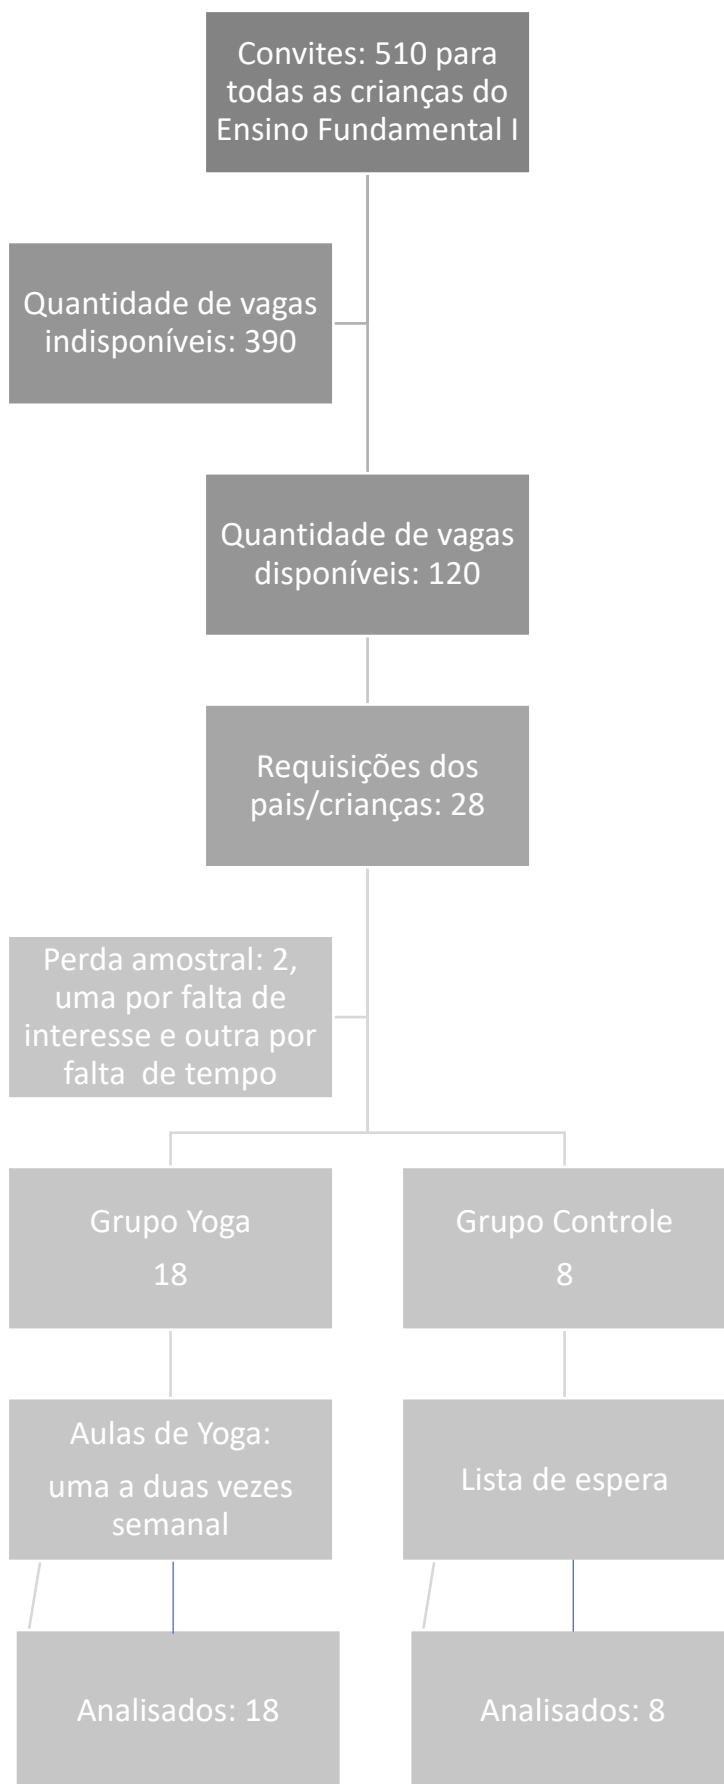 Convites: 510 para
todas as crianças do
Ensino Fundamental I
Quantidade de vagas
indisponíveis: 390
Quantidade de vagas
disponíveis: 120
Requisições dos
pais/crianças: 28
Perda amostral: 2,
uma por falta de
interesse e outra por
falta  de tempo
Grupo Yoga
18
Grupo Controle
8
Aulas de Yoga:
uma a duas vezes
semanal
Lista de espera
Analisados: 18
Analisados: 8